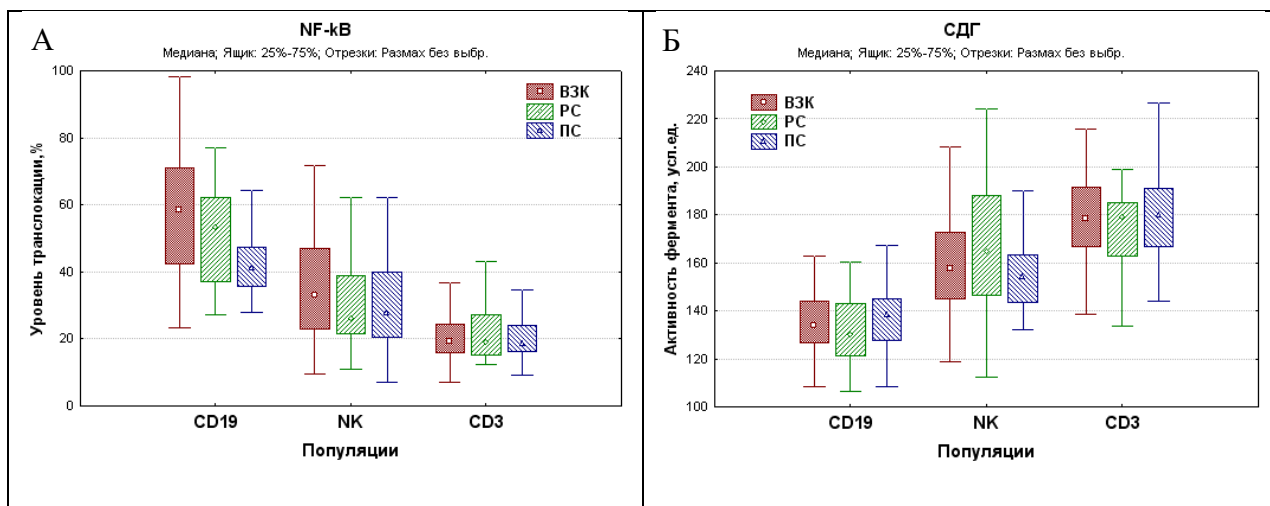 А
NF-kB
Медиана; Ящик: 25%-75%; Отрезки: Размах без выбр.
100
80
60
40
20
0
Уровень транслокации,%
ВЗК
РС
ПС
CD19
NK
CD3
Популяции
Б
СДГ
Медиана; Ящик: 25%-75%; Отрезки: Размах без выбр.
240
220
200
180
160
140
120
100
Активность фермента, усл.ед.
ВЗК
РС
ПС
CD19
NK
CD3
Популяции